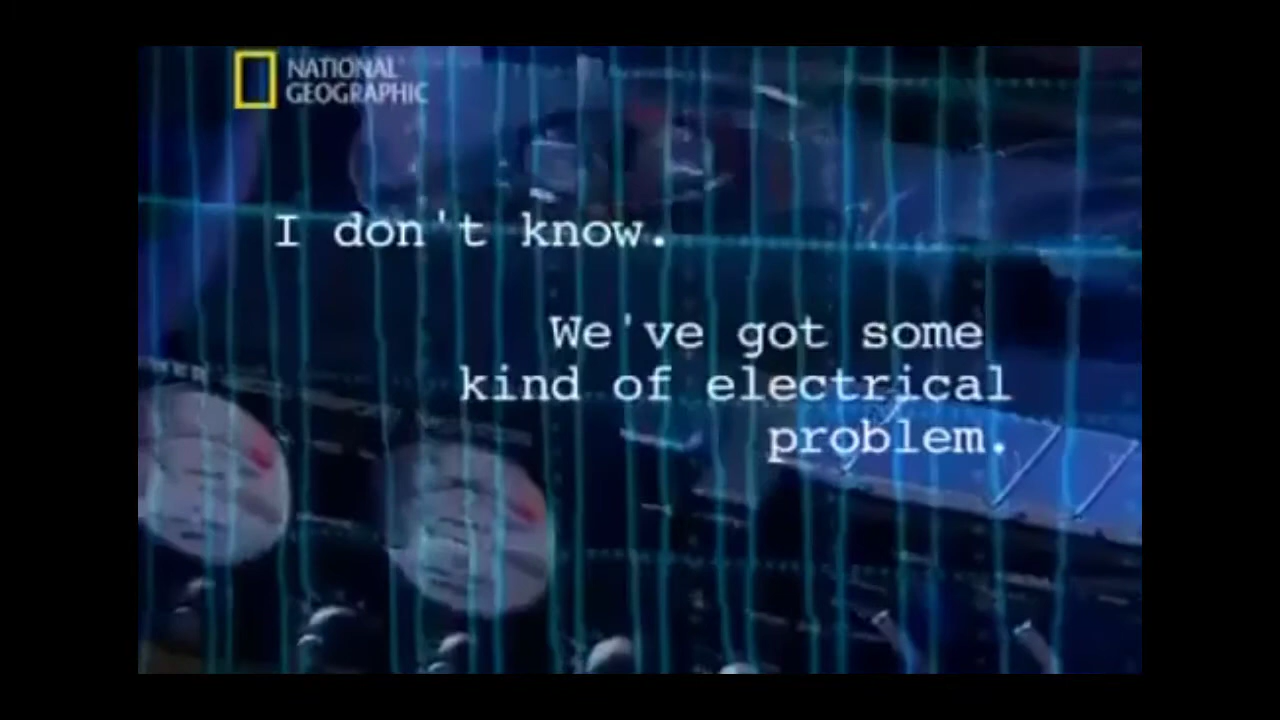 NATIONAL
GEOGRAPHIC
I don't know.
We've got some
kind of electrical
problem.